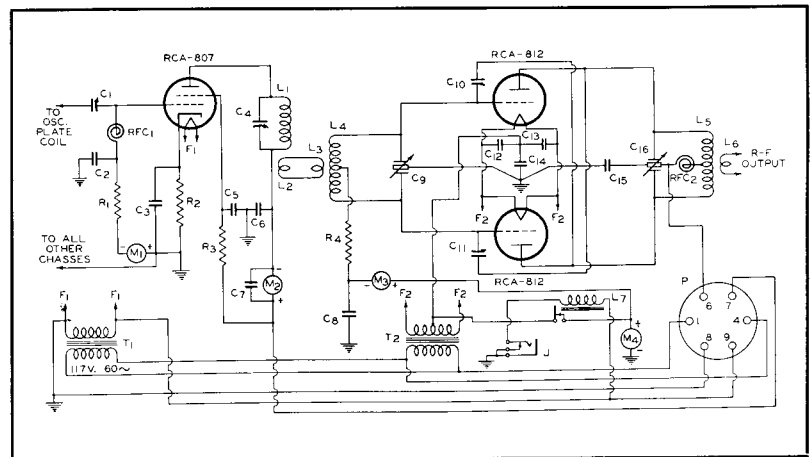 RCA-807
RCA-812
C1
TO
OSC.
PLATE
COIL
RFC1
F1
C4
L1
C10
L3
L4
L2
C9
C12
C13
C14
C15
C16
L5
L6
R-F
OUTPUT
RFC2
C2
R1
C3
R2
C5
C6
R3
R4
F2
F2
C11
RCA-812
TO ALL
OTHER
CHASSES
- M1 +
C7
- M2 +
C8
- M3 +
L7
P
6 7
1 4
8 9
F1
F1
F2
F2
T1
T2
J
+ M4 -
117 V. 60~